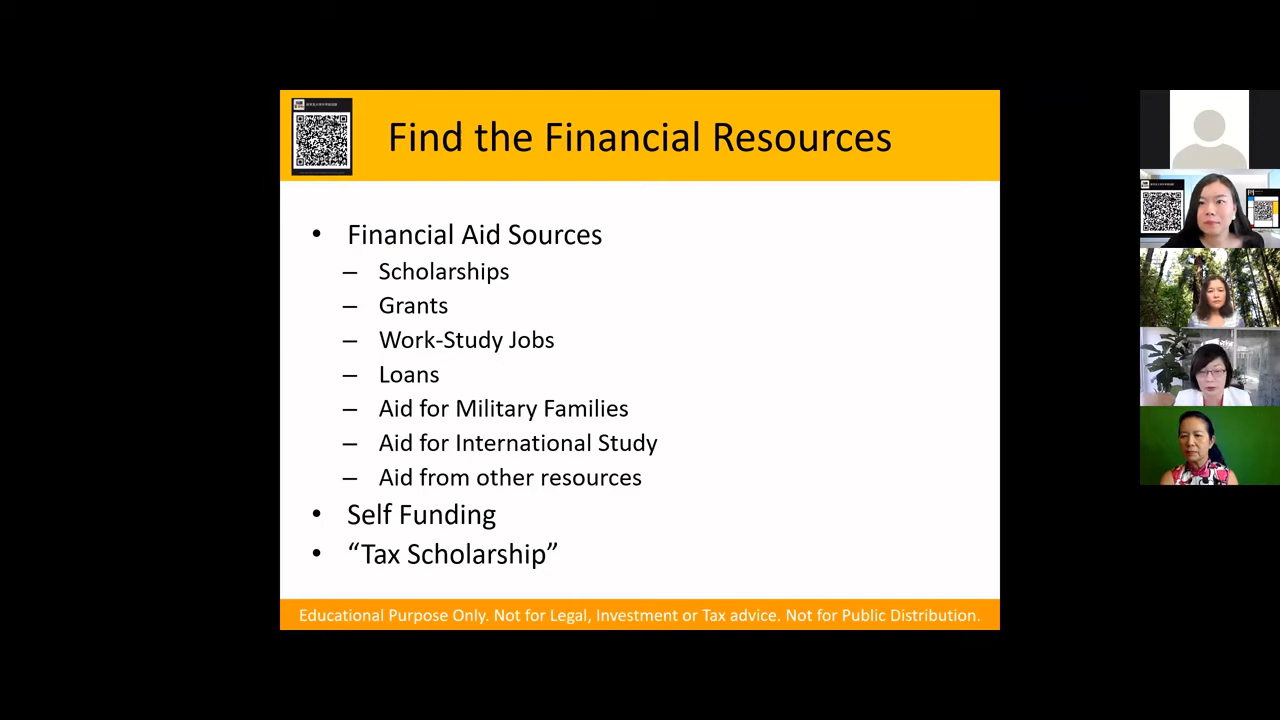 Find the Financial Resources
• Financial Aid Sources
– Scholarships
– Grants
– Work-Study Jobs
– Loans
– Aid for Military Families
– Aid for International Study
– Aid from other resources
• Self Funding
• “Tax Scholarship”
Educational Purpose Only. Not for Legal, Investment or Tax advice. Not for Public Distribution.